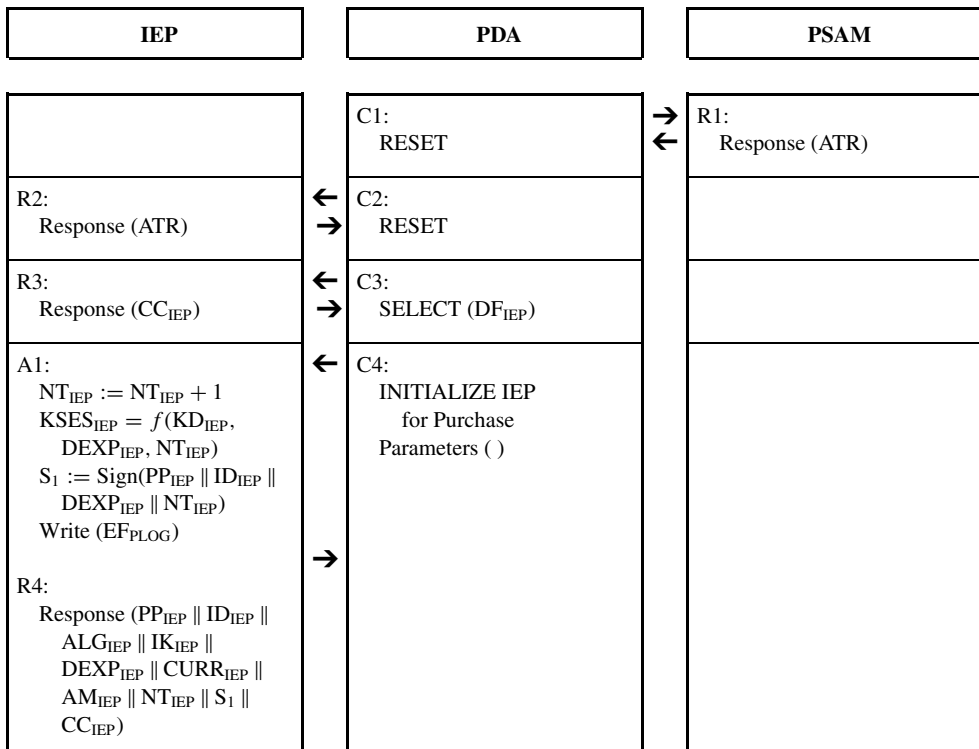 IEP
PDA
PSAM
C1:
RESET
R1:
Response (ATR)
R2:
Response (ATR)
C2:
RESET
R3:
Response (CC_IEP)
C3:
SELECT (DF_IEP)
A1:
NT_IEP := NT_IEP + 1
KSES_IEP = f(KD_IEP,
DEXP_IEP, NT_IEP)
S_1 := Sign(PP_IEP || ID_IEP ||
DEXP_IEP || NT_IEP)
Write (EF_PLOG)
R4:
Response (PP_IEP || ID_IEP ||
ALG_IEP || IK_IEP ||
DEXP_IEP || CURR_IEP ||
AM_IEP || NT_IEP || S_1 ||
CC_IEP)
C4:
INITIALIZE IEP
for Purchase
Parameters ( )